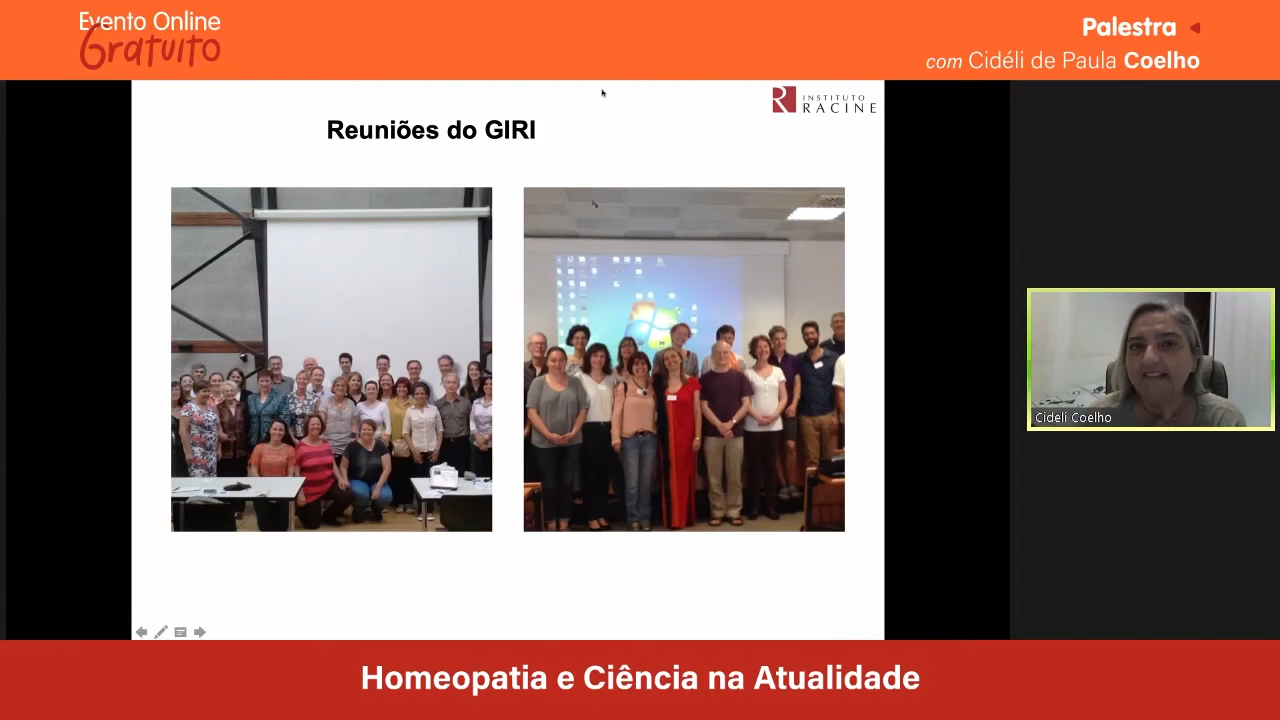 Evento Online
Gratuito
Palestra
com Cidéli de Paula Coelho
INSTITUTO
RACINE
Reuniões do GIRI
Cideli Coelho
Homeopatia e Ciência na Atualidade